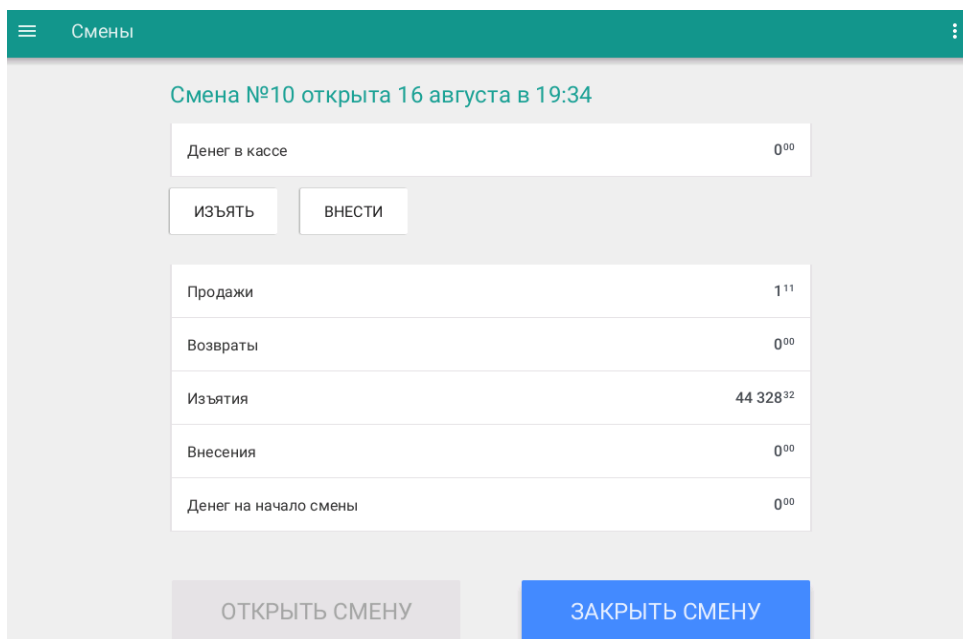 Смены
Смена №10 открыта 16 августа в 19:34
Денег в кассе 0⁰⁰
ИЗЪЯТЬ ВНЕСТИ
Продажи 1¹¹
Возвраты 0⁰⁰
Изъятия 44 328³²
Внесения 0⁰⁰
Денег на начало смены 0⁰⁰
ОТКРЫТЬ СМЕНУ ЗАКРЫТЬ СМЕНУ